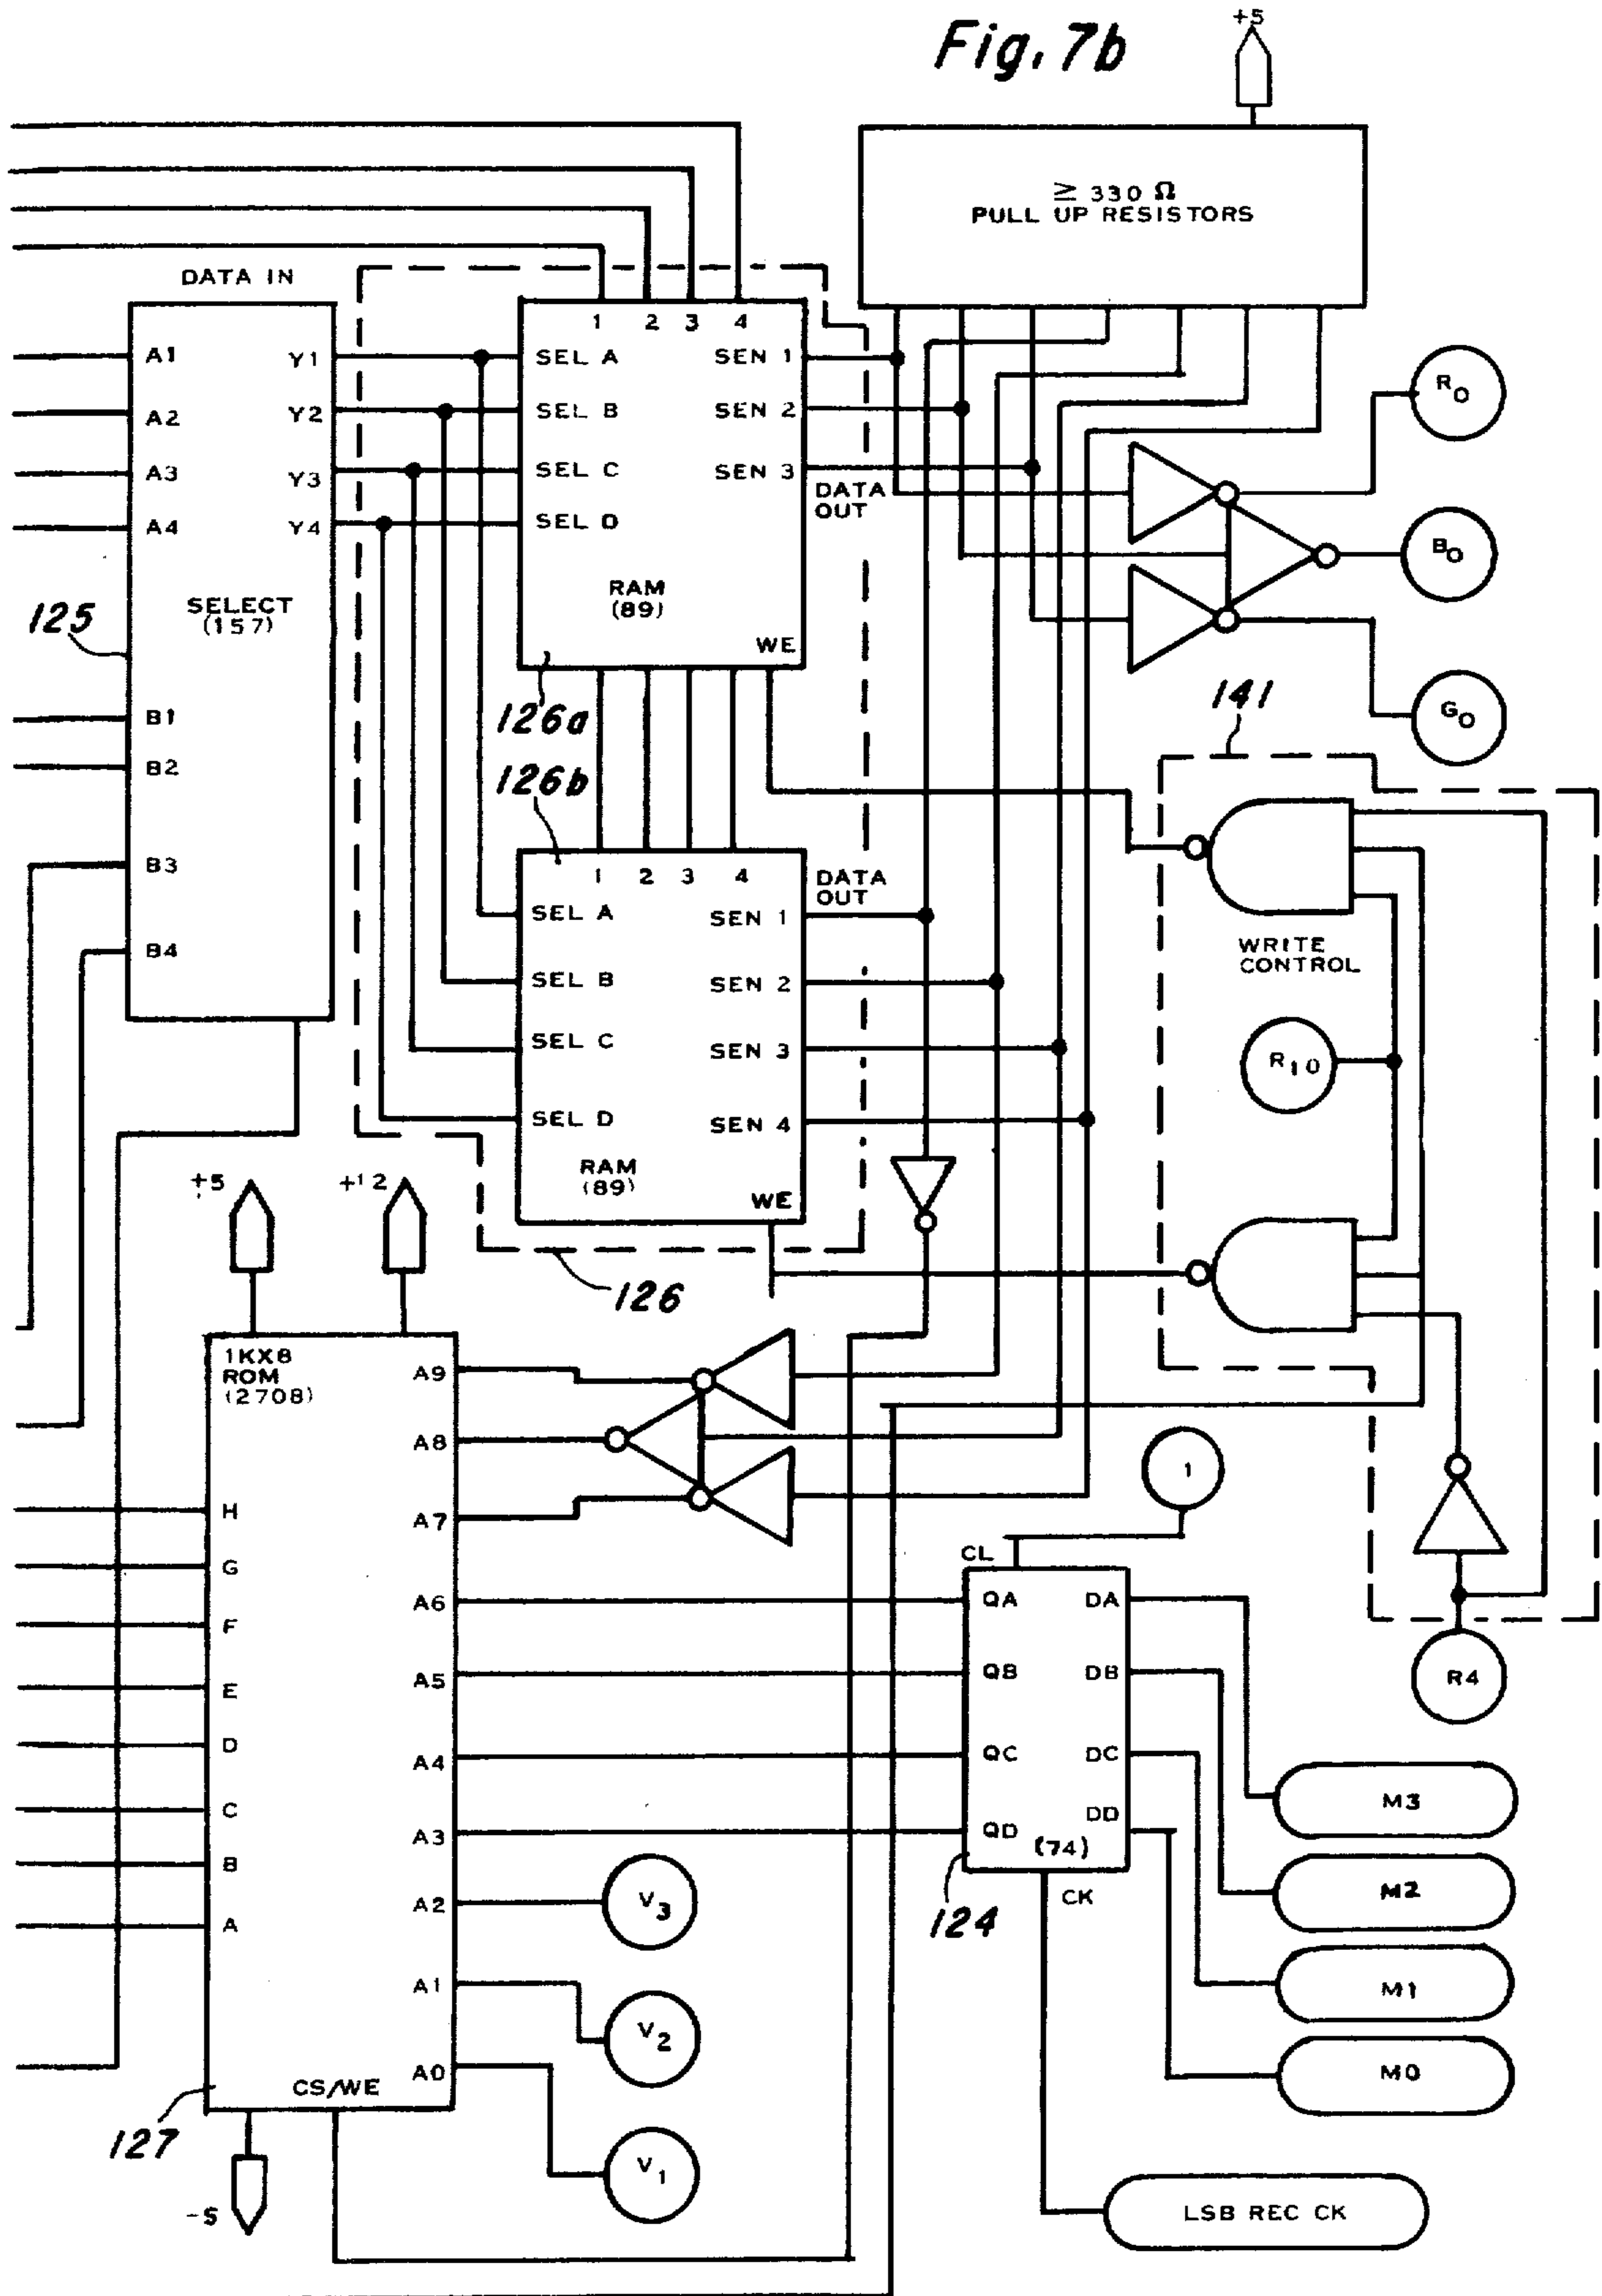 Fig. 7b
+5
≥ 330 Ω
PULL UP RESISTORS
DATA IN
A1
A2
A3
A4
Y1
Y2
Y3
Y4
SELECT
(157)
125
B1
B2
B3
B4
1 2 3 4
SEL A
SEL B
SEL C
SEL D
SEN 1
SEN 2
SEN 3
DATA
OUT
RAM
(89)
WE
126a
126b
1 2 3 4
DATA
OUT
SEL A
SEL B
SEL C
SEL D
SEN 1
SEN 2
SEN 3
SEN 4
RAM
(89)
WE
126
RO
BO
GO
141
WRITE
CONTROL
R10
R4
+5
+12
1KX8
ROM
(2708)
H
G
F
E
D
C
B
A
A9
A8
A7
A6
A5
A4
A3
A2
A1
A0
CS/WE
127
-5
V3
V2
V1
1
CL
QA
QB
QC
QD
DA
DB
DC
DD
(74)
CK
124
M3
M2
M1
M0
LSB REC CK